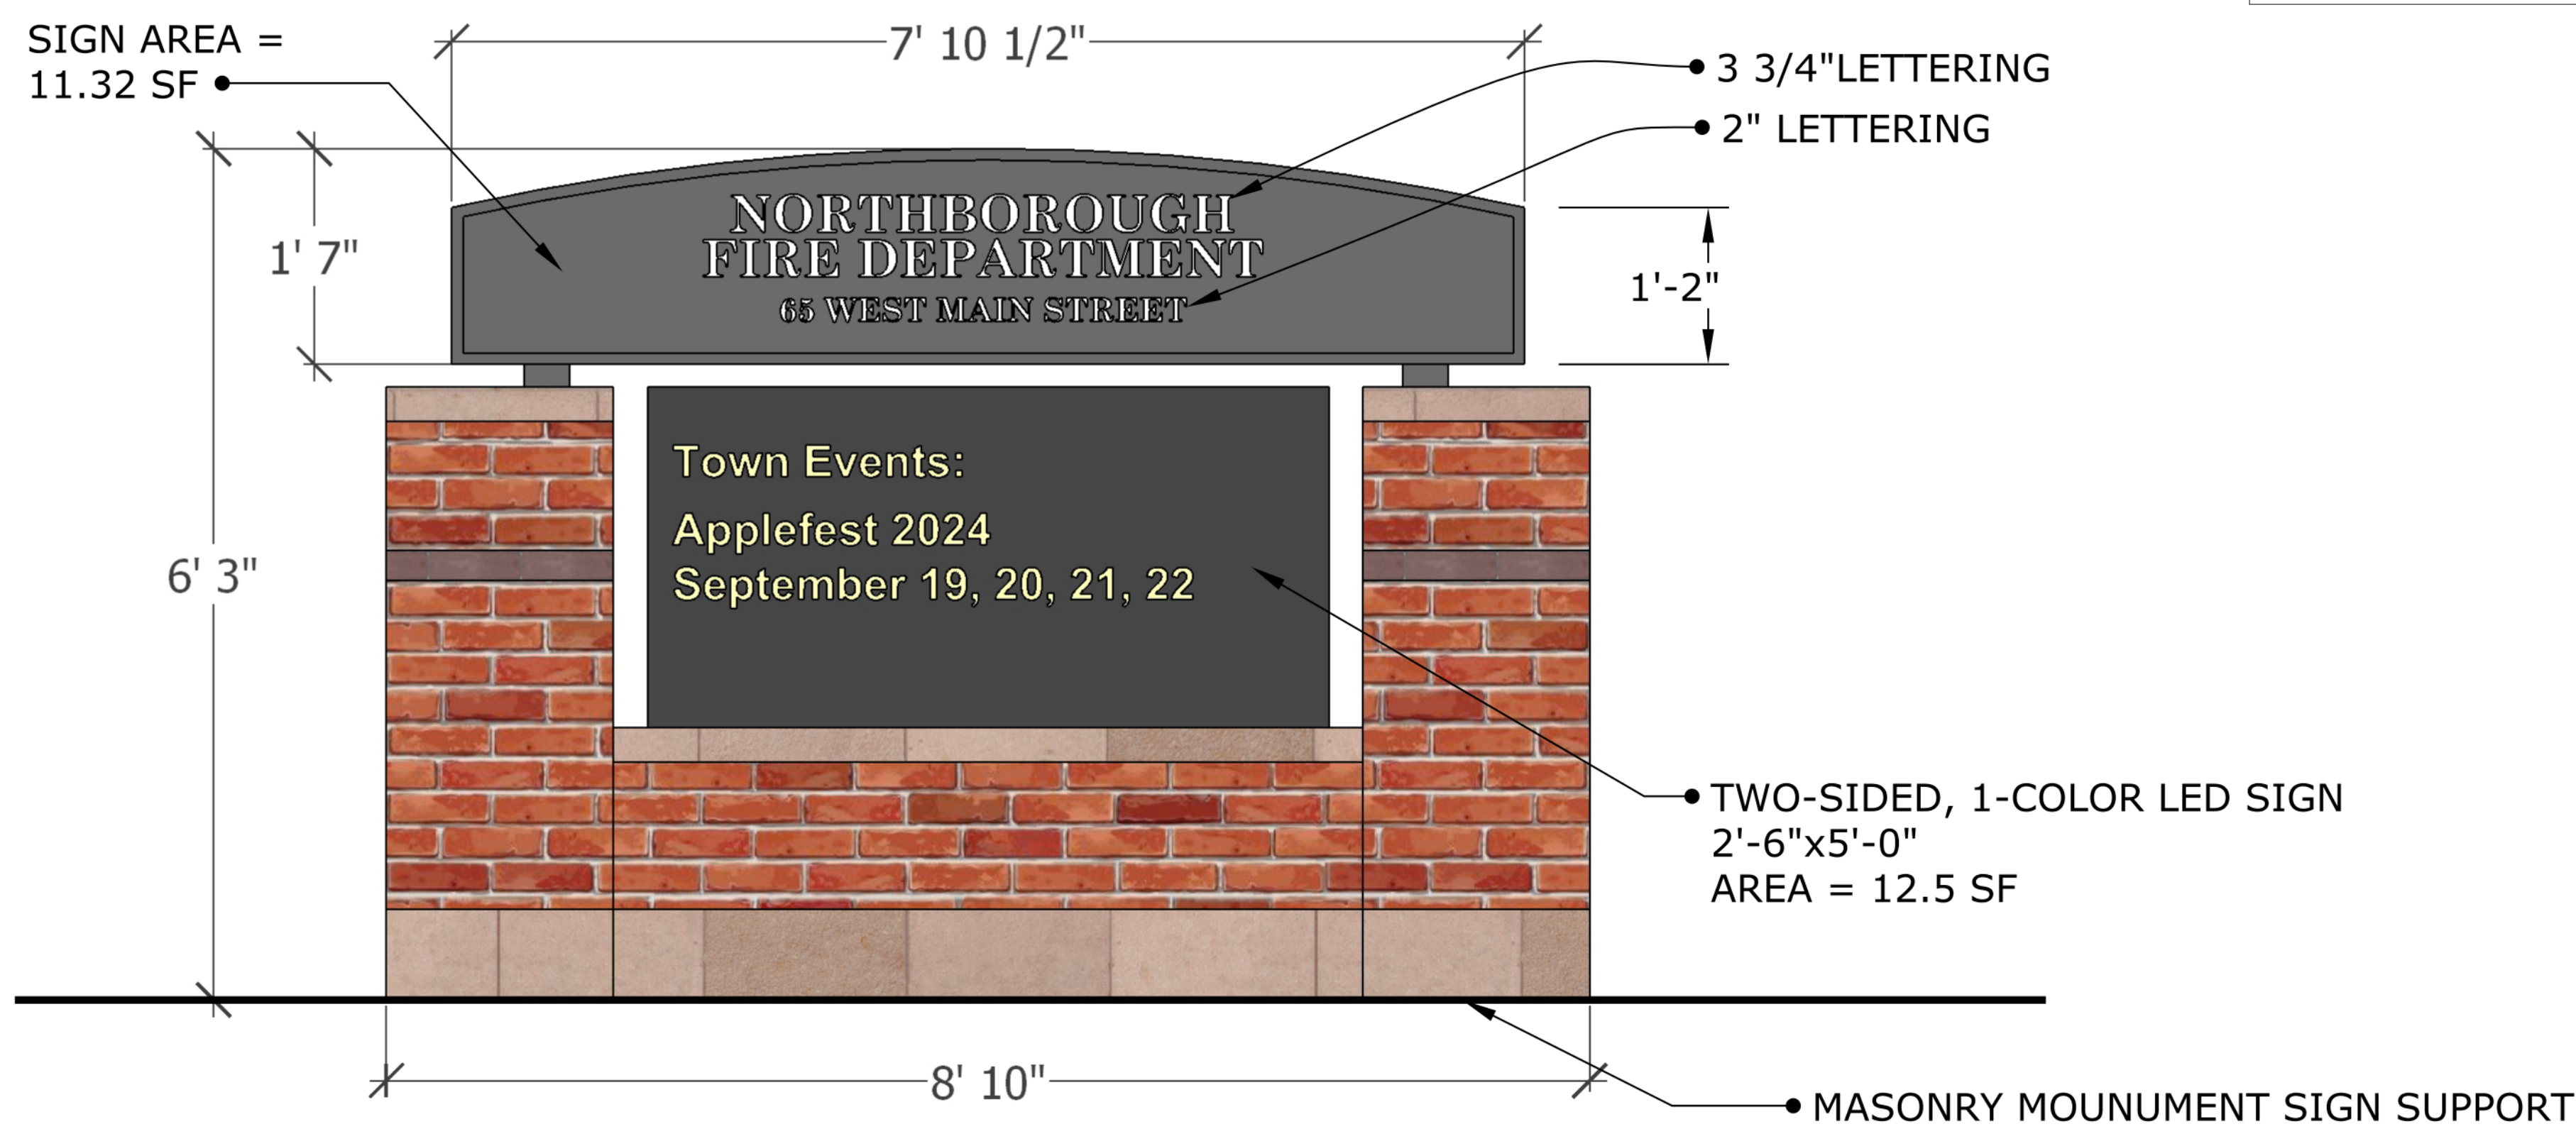 SIGN AREA =
11.32 SF
7' 10 1/2"
3 3/4"LETTERING
2" LETTERING
1' 7"
NORTHBOROUGH
FIRE DEPARTMENT
65 WEST MAIN STREET
1'-2"
6' 3"
Town Events:
Applefest 2024
September 19, 20, 21, 22
TWO-SIDED, 1-COLOR LED SIGN
2'-6"x5'-0"
AREA = 12.5 SF
8' 10"
MASONRY MOUNUMENT SIGN SUPPORT